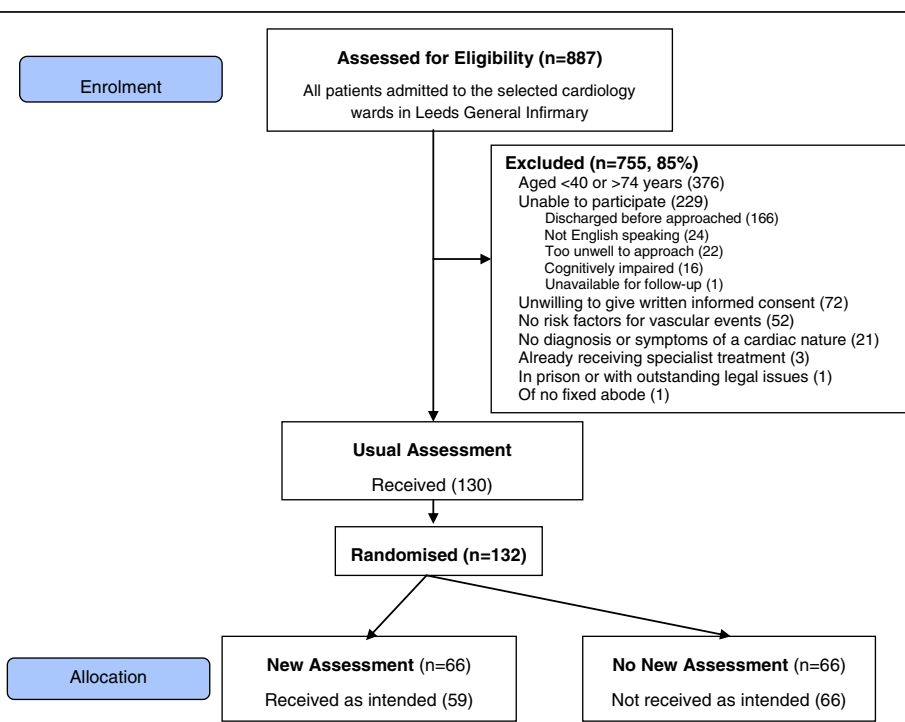 Enrolment
Assessed for Eligibility (n=887)
All patients admitted to the selected cardiology
wards in Leeds General Infirmary
Excluded (n=755, 85%)
Aged <40 or >74 years (376)
Unable to participate (229)
Discharged before approached (166)
Not English speaking (24)
Too unwell to approach (22)
Cognitively impaired (16)
Unavailable for follow-up (1)
Unwilling to give written informed consent (72)
No risk factors for vascular events (52)
No diagnosis or symptoms of a cardiac nature (21)
Already receiving specialist treatment (3)
In prison or with outstanding legal issues (1)
Of no fixed abode (1)
Usual Assessment
Received (130)
Randomised (n=132)
Allocation
New Assessment (n=66)
Received as intended (59)
No New Assessment (n=66)
Not received as intended (66)